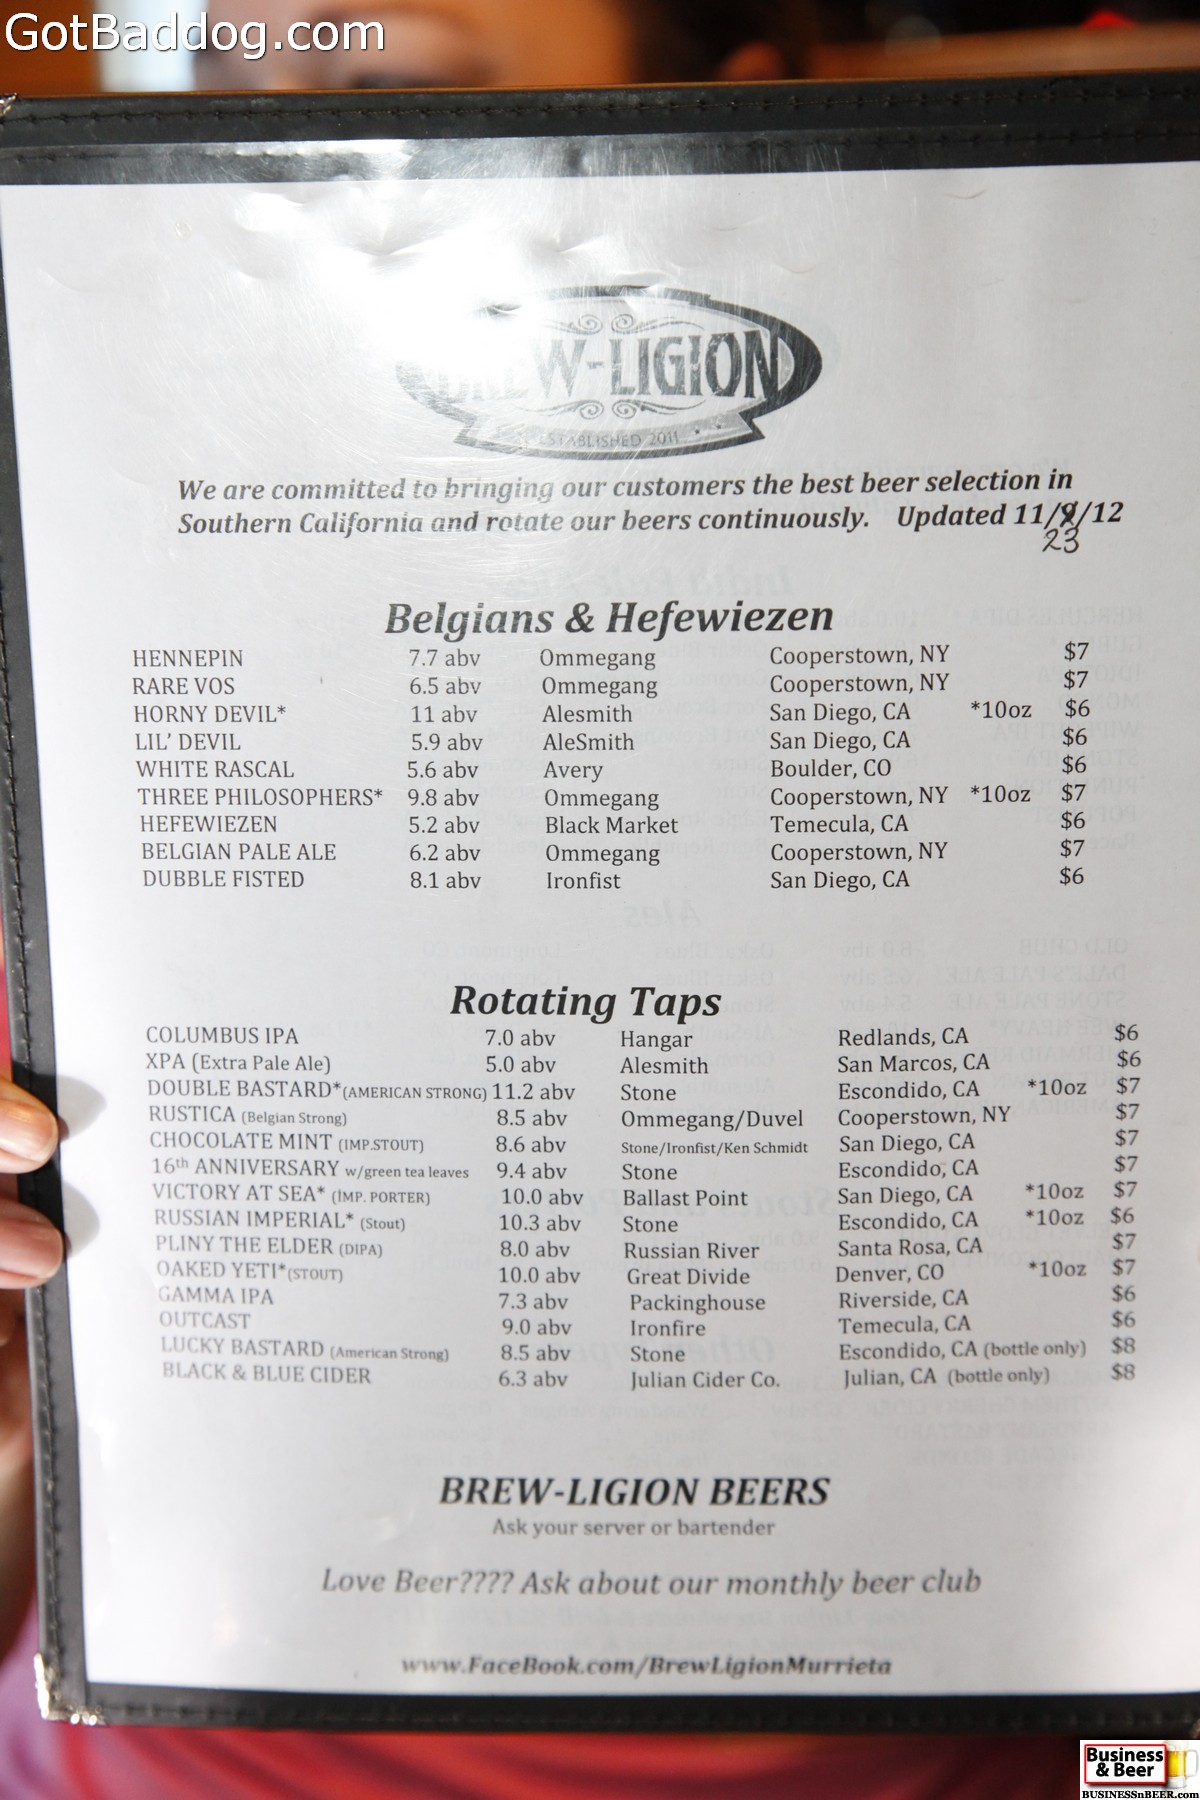 GotBaddog.com
BREW-LIGION
ESTABLISHED 2011
We are committed to bringing our customers the best beer selection in
Southern California and rotate our beers continuously. Updated 11/9/12
23
Belgians & Hefewiezen
HENNEPIN 7.7 abv Ommegang Cooperstown, NY $7
RARE VOS 6.5 abv Ommegang Cooperstown, NY $7
HORNY DEVIL* 11 abv Alesmith San Diego, CA *10oz $6
LIL' DEVIL 5.9 abv AleSmith San Diego, CA $6
WHITE RASCAL 5.6 abv Avery Boulder, CO $6
THREE PHILOSOPHERS* 9.8 abv Ommegang Cooperstown, NY *10oz $7
HEFEWIEZEN 5.2 abv Black Market Temecula, CA $6
BELGIAN PALE ALE 6.2 abv Ommegang Cooperstown, NY $7
DUBBLE FISTED 8.1 abv Ironfist San Diego, CA $6
Rotating Taps
COLUMBUS IPA 7.0 abv Hangar Redlands, CA $6
XPA (Extra Pale Ale) 5.0 abv Alesmith San Marcos, CA $6
DOUBLE BASTARD*(AMERICAN STRONG) 11.2 abv Stone Escondido, CA *10oz $7
RUSTICA (Belgian Strong) 8.5 abv Ommegang/Duvel Cooperstown, NY $7
CHOCOLATE MINT (IMP.STOUT) 8.6 abv Stone/Ironfist/Ken Schmidt San Diego, CA $7
16th ANNIVERSARY w/green tea leaves 9.4 abv Stone Escondido, CA $7
VICTORY AT SEA* (IMP. PORTER) 10.0 abv Ballast Point San Diego, CA *10oz $7
RUSSIAN IMPERIAL* (Stout) 10.3 abv Stone Escondido, CA *10oz $6
PLINY THE ELDER (DIPA) 8.0 abv Russian River Santa Rosa, CA $7
OAKED YETI*(STOUT) 10.0 abv Great Divide Denver, CO *10oz $7
GAMMA IPA 7.3 abv Packinghouse Riverside, CA $6
OUTCAST 9.0 abv Ironfire Temecula, CA $6
LUCKY BASTARD (American Strong) 8.5 abv Stone Escondido, CA (bottle only) $8
BLACK & BLUE CIDER 6.3 abv Julian Cider Co. Julian, CA (bottle only) $8
BREW-LIGION BEERS
Ask your server or bartender
Love Beer???? Ask about our monthly beer club
www.FaceBook.com/BrewLigionMurrieta
Business
& Beer
BUSINESSnBEER.com